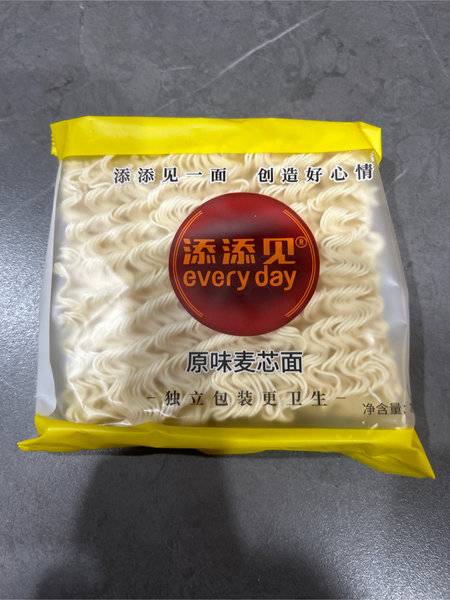 添添见一面 创造好心情
添添见®
every day
原味麦芯面
-独立包装更卫生-
净含量: